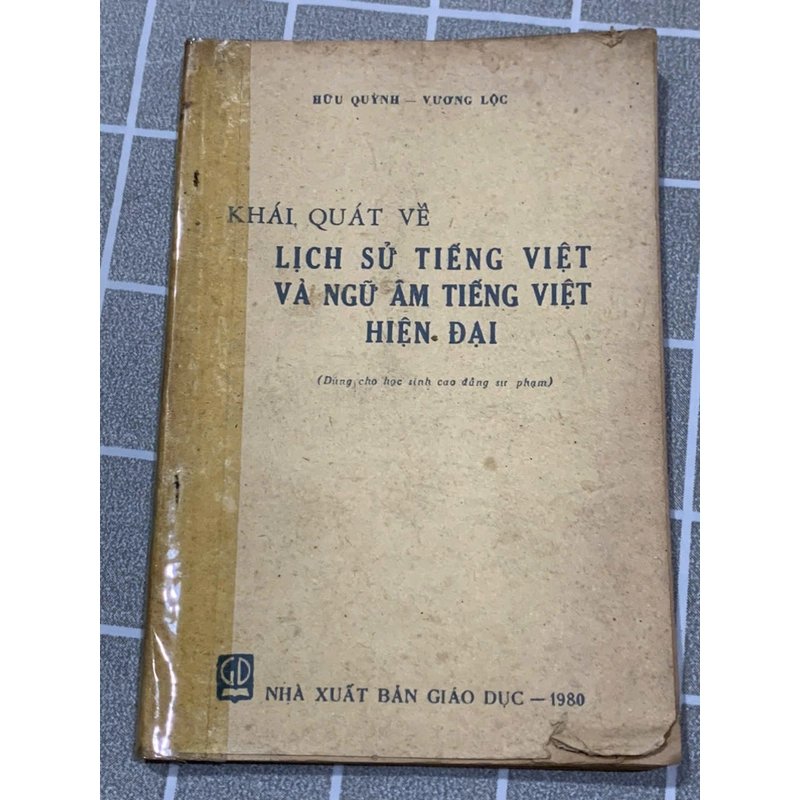 HỮU QUỲNH — VƯƠNG LỘC
KHÁI QUÁT VỀ
LỊCH SỬ TIẾNG VIỆT
VÀ NGỮ ÂM TIẾNG VIỆT
HIỆN ĐẠI
(Dùng cho học sinh cao đẳng sư phạm)
GD
NHÀ XUẤT BẢN GIÁO DỤC — 1980